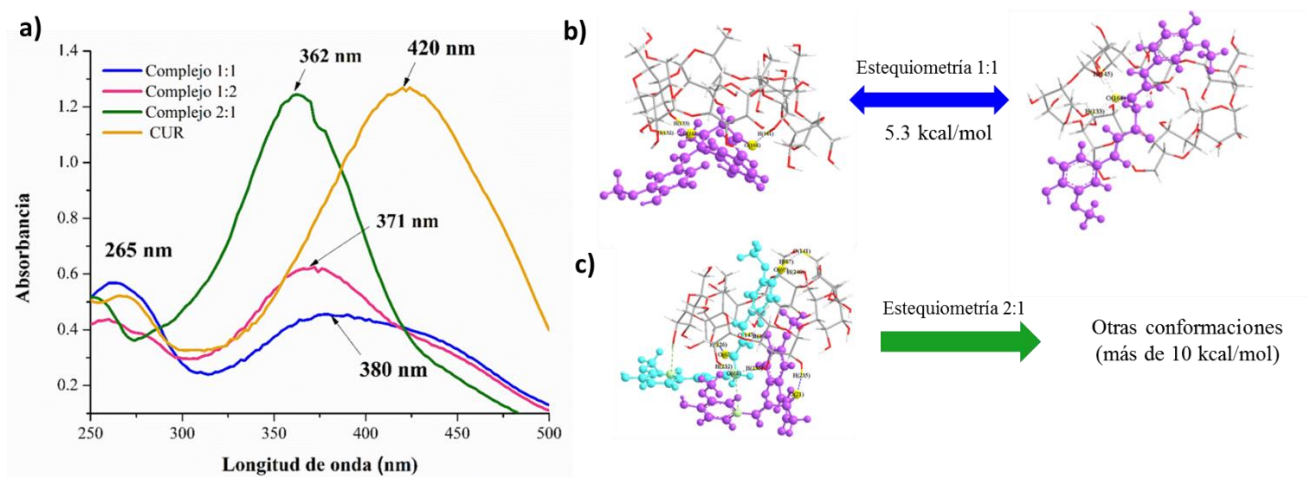 a)
1.4
1.2
1.0
0.8
0.6
0.4
0.2
Absorbancia
Complejo 1:1
Complejo 1:2
Complejo 2:1
CUR
362 nm
420 nm
371 nm
265 nm
380 nm
250
300
350
400
450
500
Longitud de onda (nm)
b)
Estequiometría 1:1
5.3 kcal/mol
H(133)
c)
Estequiometría 2:1
Otras conformaciones
(más de 10 kcal/mol)